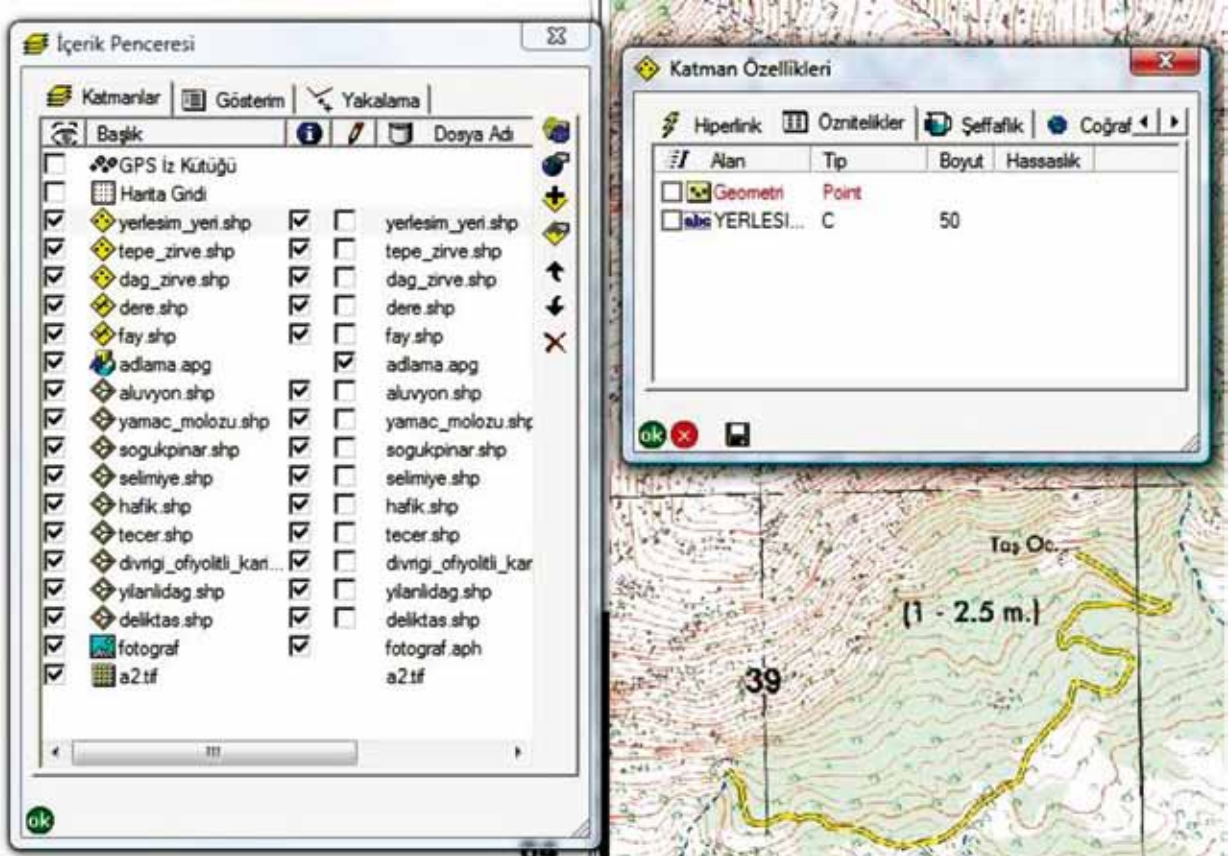 İçerik Penceresi
Katmanlar Gösterim Yakalama
Başlık Dosya Adı
GPS İz Kütüğü
Harita Gridi
yerlesim_yeri.shp yerlesim_yeri.shp
tepe_zirve.shp tepe_zirve.shp
dag_zirve.shp dag_zirve.shp
dere.shp dere.shp
fay.shp fay.shp
adlama.apg adlama.apg
aluvyon.shp aluvyon.shp
yamac_molozu.shp yamac_molozu.shp
sogukpinar.shp sogukpinar.shp
selimiye.shp selimiye.shp
hafik.shp hafik.shp
tecer.shp tecer.shp
divrigi_ofiyolitli_kari... divrigi_ofiyolitli_kar
yilanlidag.shp yilanlidag.shp
deliktas.shp deliktas.shp
fotograf fotograf.aph
a2.tif a2.tif
ok
Katman Özellikleri
Hiperlink Öznitelikler Şeffaflık Coğraf
Alan Tip Boyut Hassaslık
Geometri Point
abc YERLESI... C 50
ok
Taş Oc.
(1 - 2.5 m.)
39